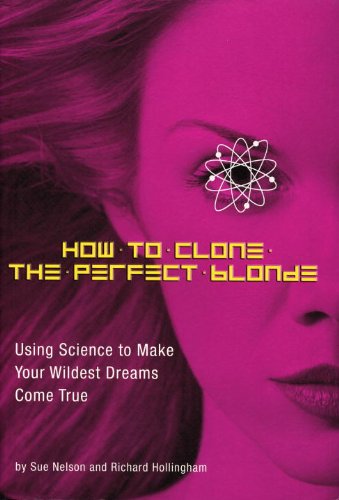 HOW·TO·CLONE·
THE·PERFECT·BLONDE
Using Science to Make
Your Wildest Dreams
Come True
by Sue Nelson and Richard Hollingham